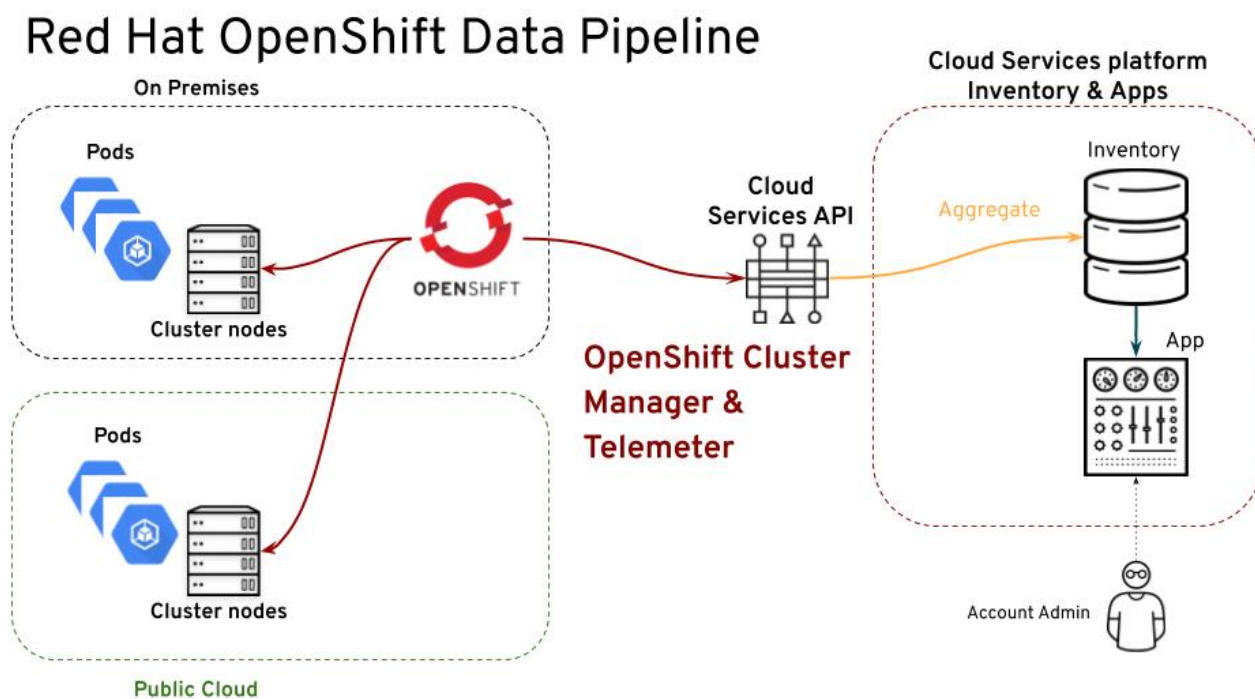 Red Hat OpenShift Data Pipeline
On Premises
Pods
Cluster nodes
OPENSHIFT
Pods
Cluster nodes
Public Cloud
Cloud
Services API
OpenShift Cluster
Manager &
Telemeter
Cloud Services platform
Inventory & Apps
Inventory
Aggregate
App
Account Admin